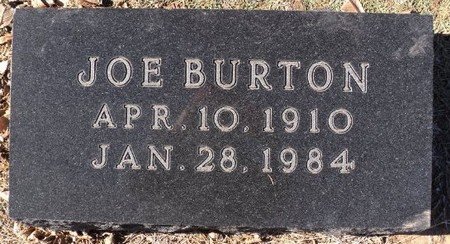 JOE BURTON
APR. 10, 1910
JAN. 28, 1984